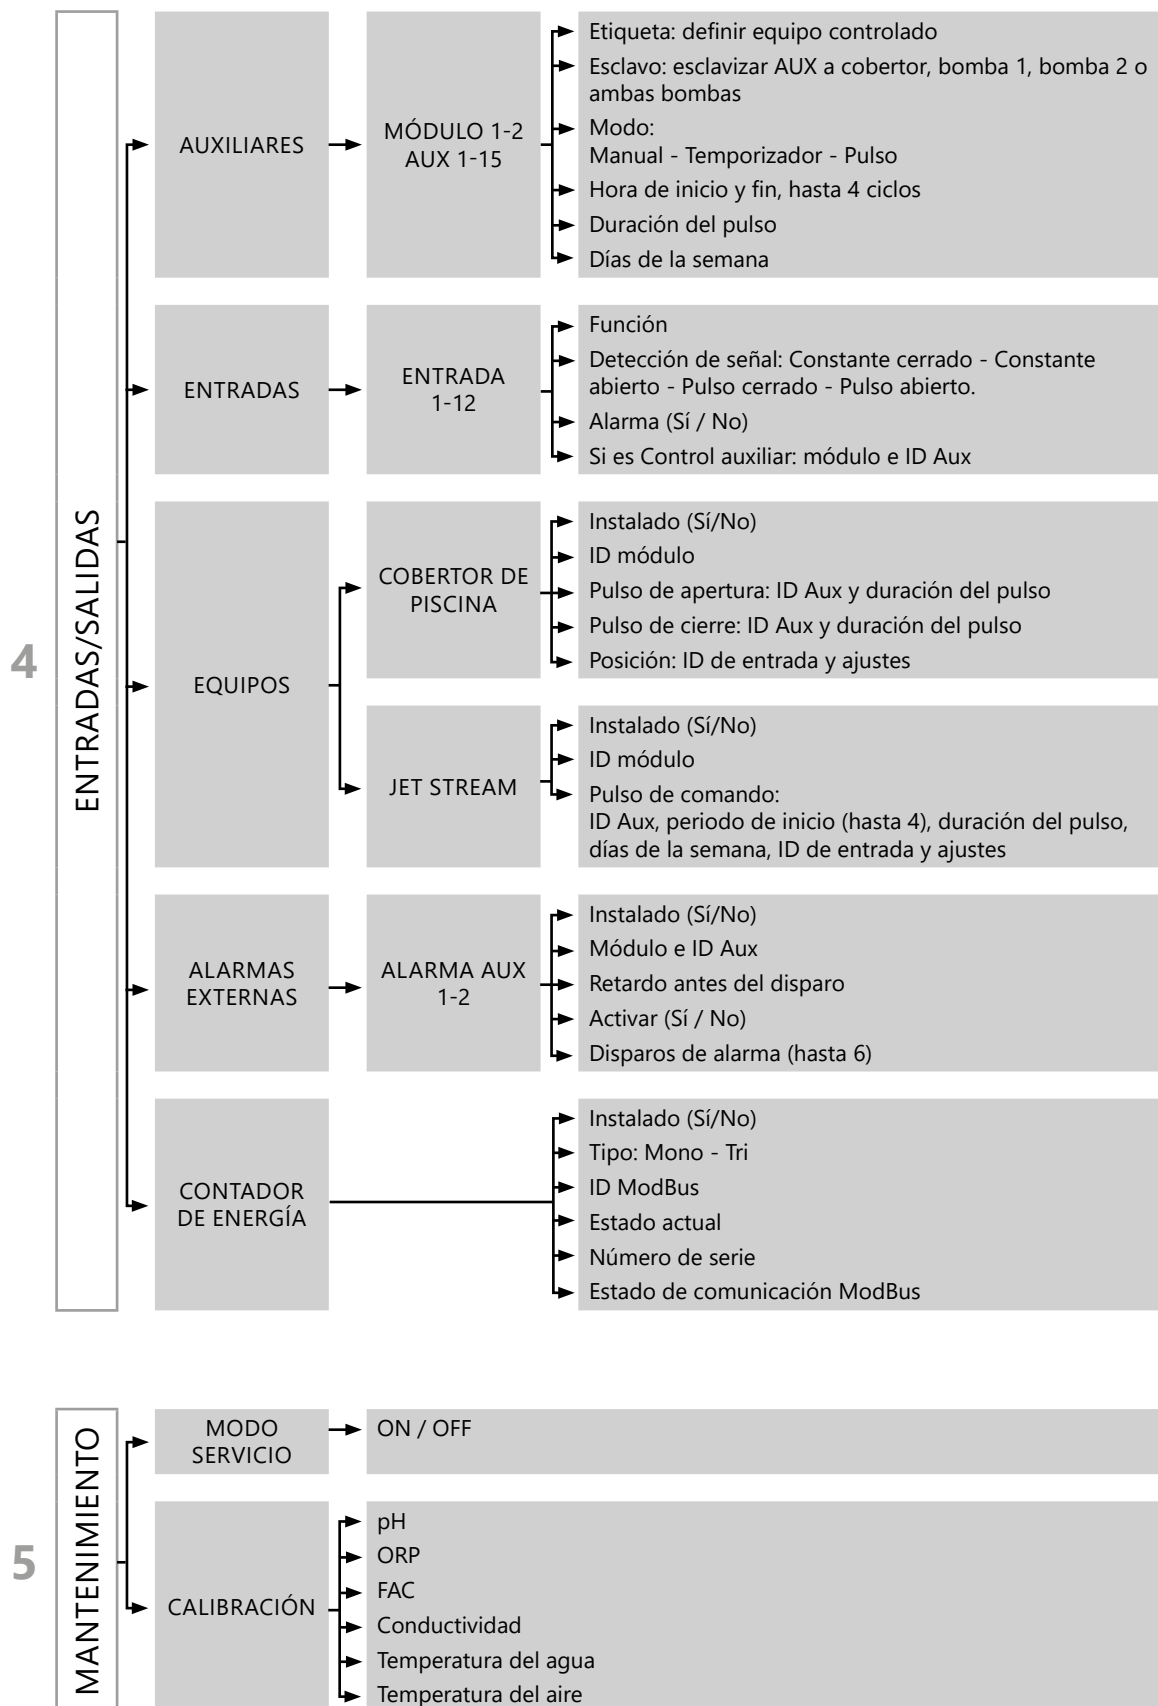 4
ENTRADAS/SALIDAS
AUXILIARES
MÓDULO 1-2
AUX 1-15
Etiqueta: definir equipo controlado
Esclavo: esclavizar AUX a cobertor, bomba 1, bomba 2 o
ambas bombas
Modo:
Manual - Temporizador - Pulso
Hora de inicio y fin, hasta 4 ciclos
Duración del pulso
Días de la semana
ENTRADAS
ENTRADA
1-12
Función
Detección de señal: Constante cerrado - Constante
abierto - Pulso cerrado - Pulso abierto.
Alarma (Sí / No)
Si es Control auxiliar: módulo e ID Aux
EQUIPOS
COBERTOR DE
PISCINA
Instalado (Sí/No)
ID módulo
Pulso de apertura: ID Aux y duración del pulso
Pulso de cierre: ID Aux y duración del pulso
Posición: ID de entrada y ajustes
JET STREAM
Instalado (Sí/No)
ID módulo
Pulso de comando:
ID Aux, periodo de inicio (hasta 4), duración del pulso,
días de la semana, ID de entrada y ajustes
ALARMAS
EXTERNAS
ALARMA AUX
1-2
Instalado (Sí/No)
Módulo e ID Aux
Retardo antes del disparo
Activar (Sí / No)
Disparos de alarma (hasta 6)
CONTADOR
DE ENERGÍA
Instalado (Sí/No)
Tipo: Mono - Tri
ID ModBus
Estado actual
Número de serie
Estado de comunicación ModBus
5
MANTENIMIENTO
MODO
SERVICIO
ON / OFF
CALIBRACIÓN
pH
ORP
FAC
Conductividad
Temperatura del agua
Temperatura del aire